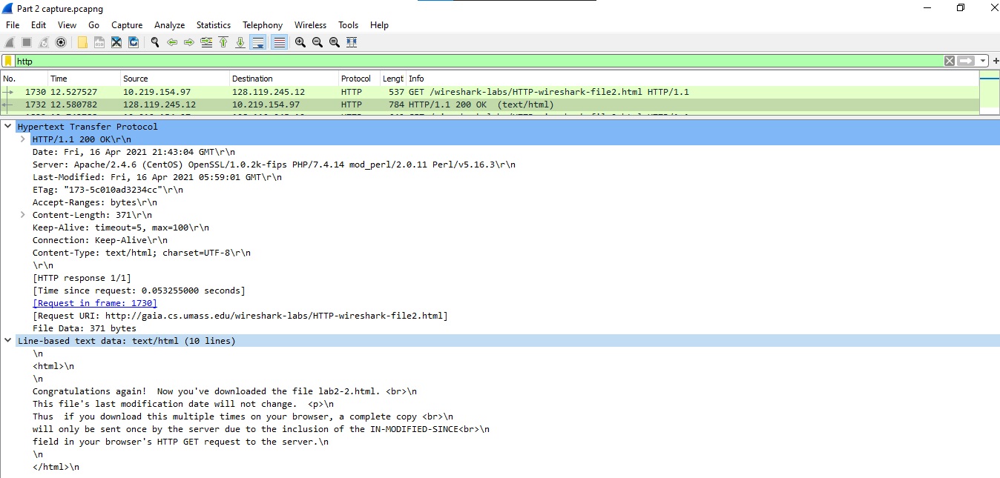 Part 2 capture.pcapng
File Edit View Go Capture Analyze Statistics Telephony Wireless Tools Help
http
No. Time Source Destination Protocol Lengt Info
1730 12.527527 10.219.154.97 128.119.245.12 HTTP 537 GET /wireshark-labs/HTTP-wireshark-file2.html HTTP/1.1
1732 12.580782 128.119.245.12 10.219.154.97 HTTP 784 HTTP/1.1 200 OK (text/html)
Hypertext Transfer Protocol
HTTP/1.1 200 OK\r\n
Date: Fri, 16 Apr 2021 21:43:04 GMT\r\n
Server: Apache/2.4.6 (CentOS) OpenSSL/1.0.2k-fips PHP/7.4.14 mod_perl/2.0.11 Perl/v5.16.3\r\n
Last-Modified: Fri, 16 Apr 2021 05:59:01 GMT\r\n
ETag: "173-5c010ad3234cc"\r\n
Accept-Ranges: bytes\r\n
Content-Length: 371\r\n
Keep-Alive: timeout=5, max=100\r\n
Connection: Keep-Alive\r\n
Content-Type: text/html; charset=UTF-8\r\n
\r\n
[HTTP response 1/1]
[Time since request: 0.053255000 seconds]
[Request in frame: 1730]
[Request URI: http://gaia.cs.umass.edu/wireshark-labs/HTTP-wireshark-file2.html]
File Data: 371 bytes
Line-based text data: text/html (10 lines)
\n
<html>\n
\n
Congratulations again!  Now you've downloaded the file lab2-2.html. <br>\n
This file's last modification date will not change.  <p>\n
Thus  if you download this multiple times on your browser, a complete copy <br>\n
will only be sent once by the server due to the inclusion of the IN-MODIFIED-SINCE<br>\n
field in your browser's HTTP GET request to the server.\n
\n
</html>\n